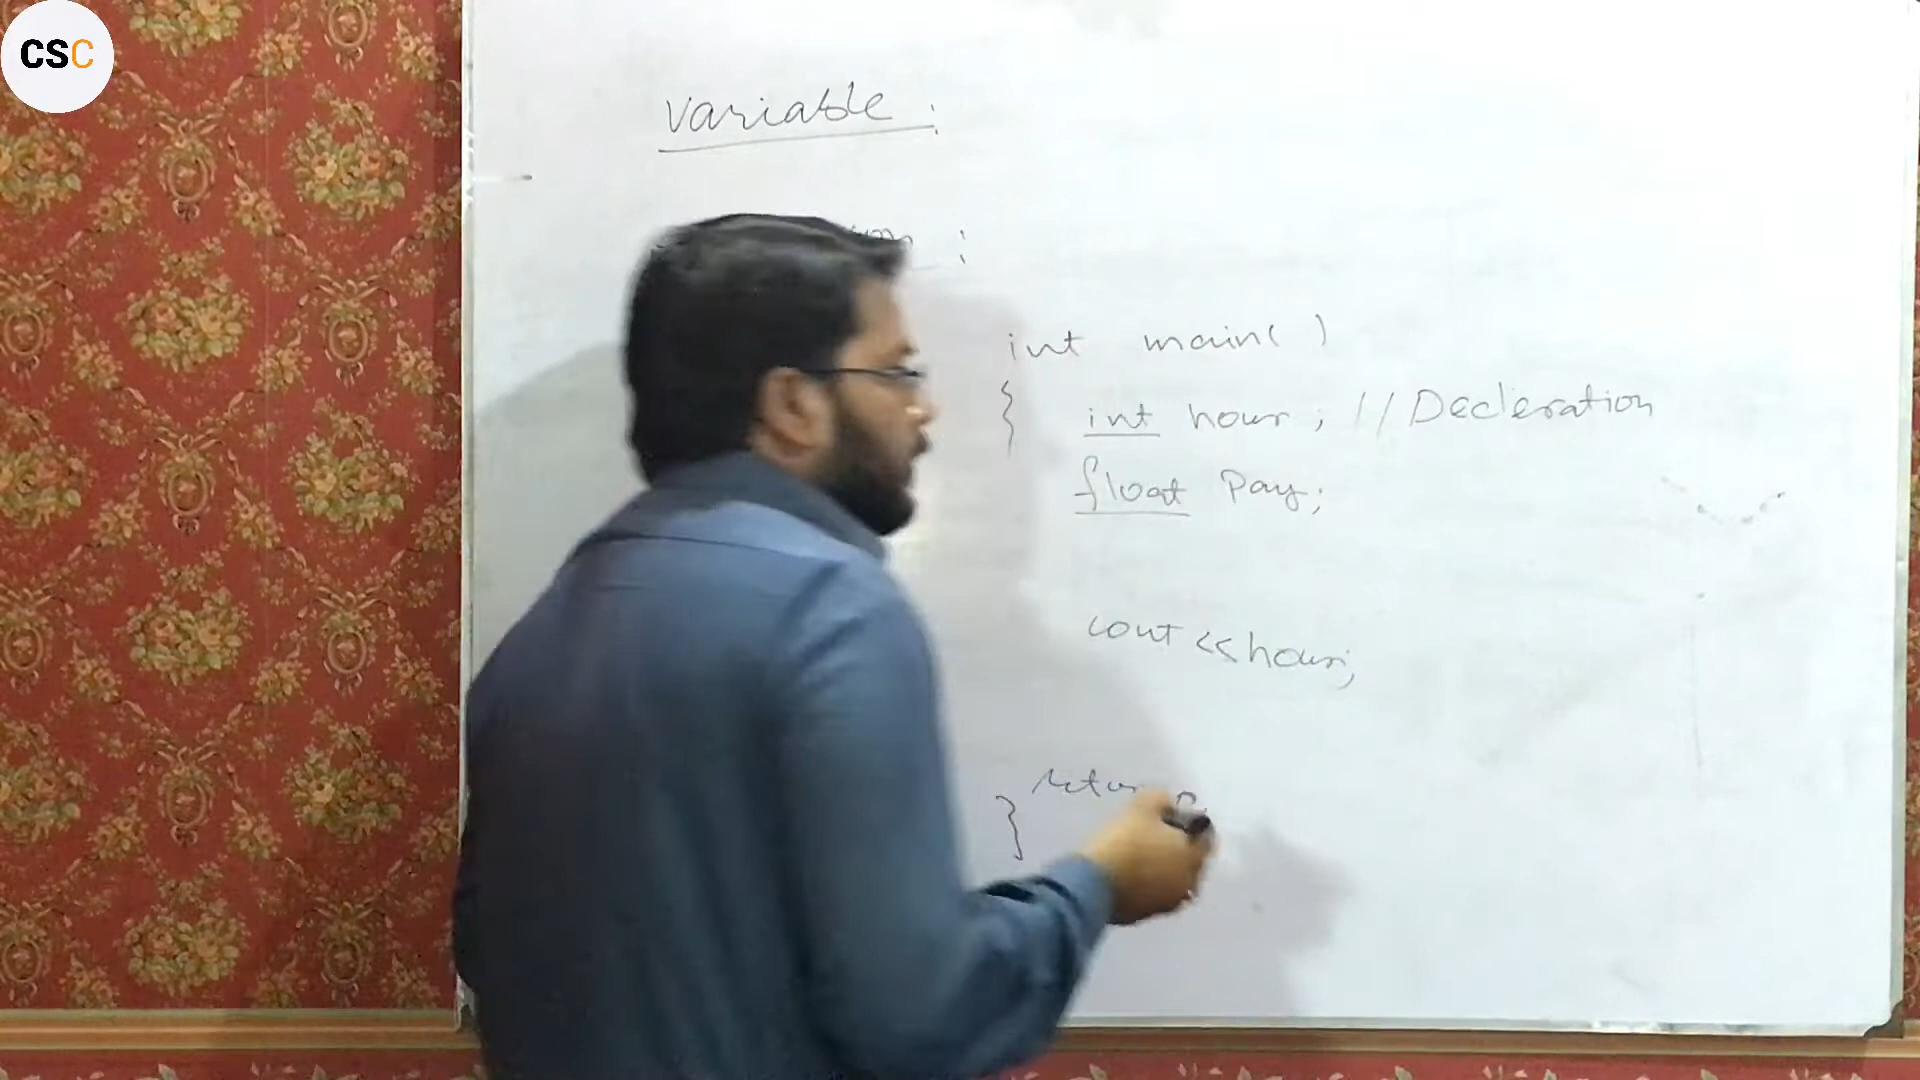 CSC
variable :
:
int main( )
{ int hour ; // Decleration
float Pay;
cout <<hour;
}